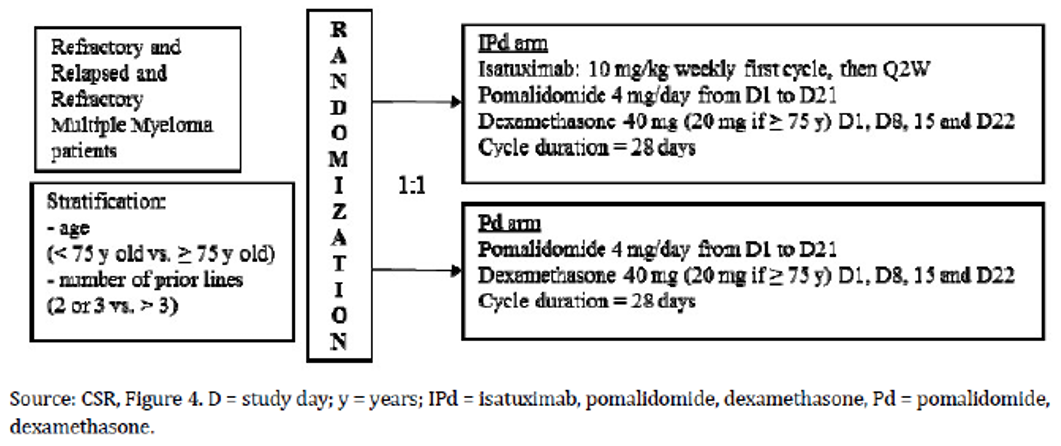 Refractory and
Relapsed and
Refractory
Multiple Myeloma
patients
Stratification:
- age
(< 75 y old vs. ≥ 75 y old)
- number of prior lines
(2 or 3 vs. > 3)
R
A
N
D
O
M
I
Z
A
T
I
O
N
1:1
IPd arm
Isatuximab: 10 mg/kg weekly first cycle, then Q2W
Pomalidomide 4 mg/day from D1 to D21
Dexamethasone 40 mg (20 mg if ≥ 75 y) D1, D8, 15 and D22
Cycle duration = 28 days
Pd arm
Pomalidomide 4 mg/day from D1 to D21
Dexamethasone 40 mg (20 mg if ≥ 75 y) D1, D8, 15 and D22
Cycle duration = 28 days
Source: CSR, Figure 4. D = study day; y = years; IPd = isatuximab, pomalidomide, dexamethasone, Pd = pomalidomide,
dexamethasone.